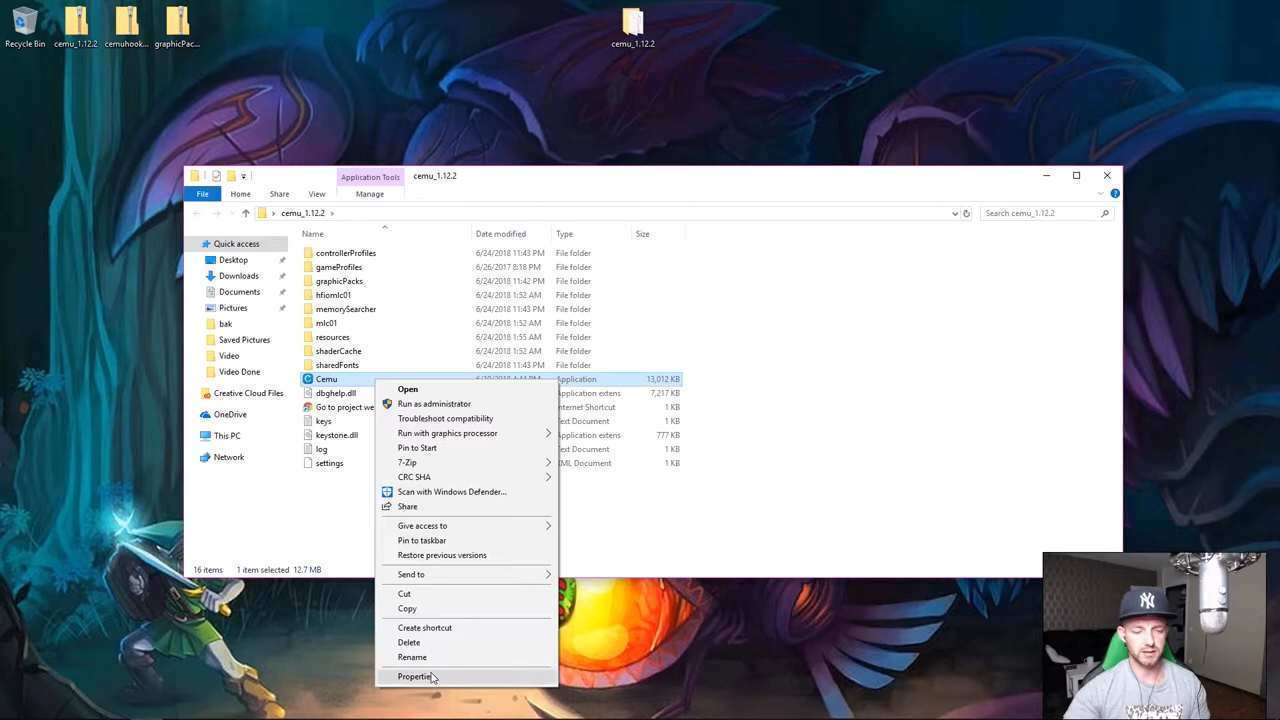 Recycle Bin
cemu_1.12.2
cemuhook...
graphicPac...
cemu_1.12.2
Application Tools
cemu_1.12.2
File
Home
Share
View
Manage
cemu_1.12.2
Search cemu_1.12.2
Name
Date modified
Type
Size
Quick access
Desktop
Downloads
Documents
Pictures
bak
Saved Pictures
Video
Video Done
Creative Cloud Files
OneDrive
This PC
Network
controllerProfiles 6/24/2018 11:43 PM File folder
gameProfiles 6/26/2017 8:18 PM File folder
graphicPacks 6/24/2018 11:42 PM File folder
hfiomlc01 6/24/2018 1:52 AM File folder
memorySearcher 6/24/2018 11:43 PM File folder
mlc01 6/24/2018 1:52 AM File folder
resources 6/24/2018 1:55 AM File folder
shaderCache 6/24/2018 1:52 AM File folder
sharedFonts 6/24/2018 11:43 PM File folder
Cemu Application 13,012 KB
dbghelp.dll Application extens 7,217 KB
Go to project we nternet Shortcut 1 KB
keys ext Document 1 KB
keystone.dll Application extens 777 KB
log ext Document 1 KB
settings ML Document 1 KB
Open
Run as administrator
Troubleshoot compatibility
Run with graphics processor
Pin to Start
7-Zip
CRC SHA
Scan with Windows Defender...
Share
Give access to
Pin to taskbar
Restore previous versions
Send to
Cut
Copy
Create shortcut
Delete
Rename
Properties
16 items 1 item selected 12.7 MB